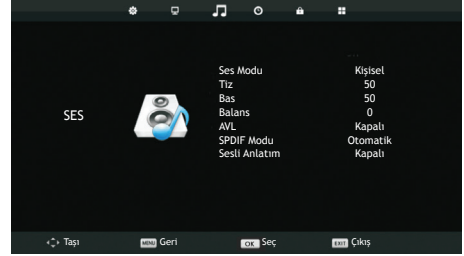 Ses Modu Kişisel
Tiz 50
Bas 50
SES
Balans 0
AVL Kapalı
SPDIF Modu Otomatik
Sesli Anlatım Kapalı
Taşı MENU Geri OK Seç EXIT Çıkış